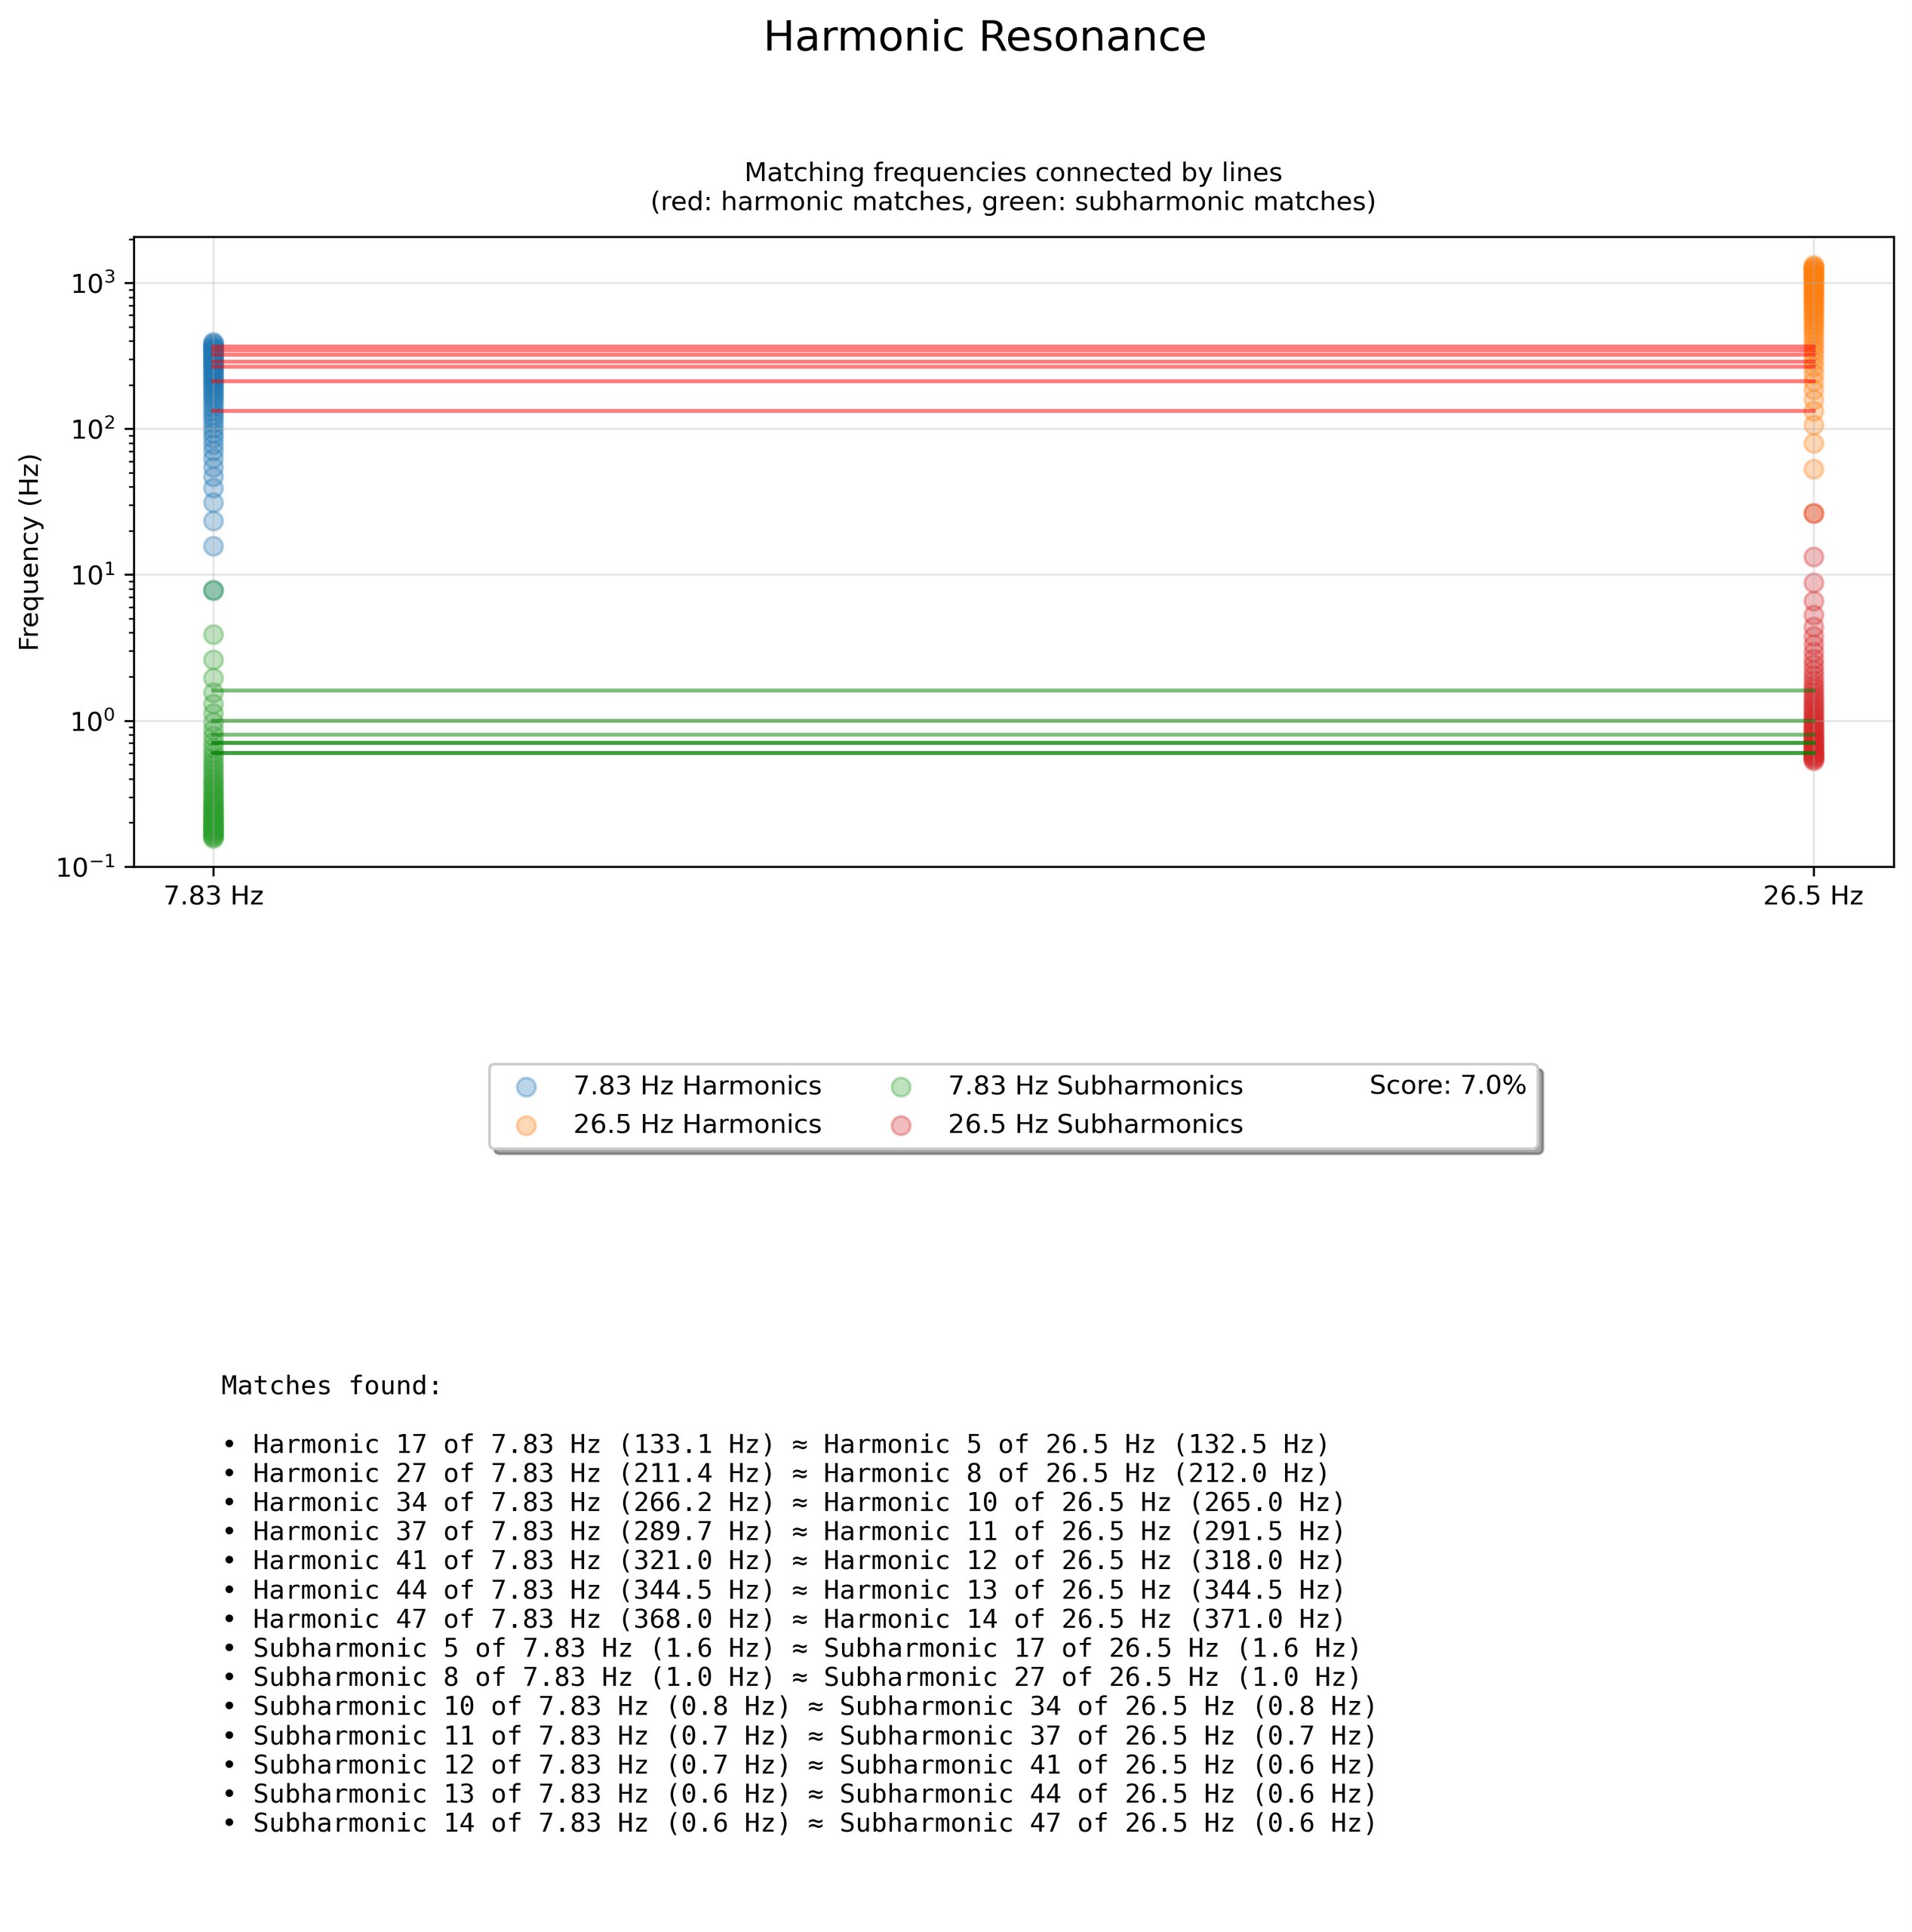 Harmonic Resonance
Matching frequencies connected by lines
(red: harmonic matches, green: subharmonic matches)
Frequency (Hz)
10³
10²
10¹
10⁰
10⁻¹
7.83 Hz
26.5 Hz
7.83 Hz Harmonics
26.5 Hz Harmonics
7.83 Hz Subharmonics
26.5 Hz Subharmonics
Score: 7.0%
Matches found:
• Harmonic 17 of 7.83 Hz (133.1 Hz) ≈ Harmonic 5 of 26.5 Hz (132.5 Hz)
• Harmonic 27 of 7.83 Hz (211.4 Hz) ≈ Harmonic 8 of 26.5 Hz (212.0 Hz)
• Harmonic 34 of 7.83 Hz (266.2 Hz) ≈ Harmonic 10 of 26.5 Hz (265.0 Hz)
• Harmonic 37 of 7.83 Hz (289.7 Hz) ≈ Harmonic 11 of 26.5 Hz (291.5 Hz)
• Harmonic 41 of 7.83 Hz (321.0 Hz) ≈ Harmonic 12 of 26.5 Hz (318.0 Hz)
• Harmonic 44 of 7.83 Hz (344.5 Hz) ≈ Harmonic 13 of 26.5 Hz (344.5 Hz)
• Harmonic 47 of 7.83 Hz (368.0 Hz) ≈ Harmonic 14 of 26.5 Hz (371.0 Hz)
• Subharmonic 5 of 7.83 Hz (1.6 Hz) ≈ Subharmonic 17 of 26.5 Hz (1.6 Hz)
• Subharmonic 8 of 7.83 Hz (1.0 Hz) ≈ Subharmonic 27 of 26.5 Hz (1.0 Hz)
• Subharmonic 10 of 7.83 Hz (0.8 Hz) ≈ Subharmonic 34 of 26.5 Hz (0.8 Hz)
• Subharmonic 11 of 7.83 Hz (0.7 Hz) ≈ Subharmonic 37 of 26.5 Hz (0.7 Hz)
• Subharmonic 12 of 7.83 Hz (0.7 Hz) ≈ Subharmonic 41 of 26.5 Hz (0.6 Hz)
• Subharmonic 13 of 7.83 Hz (0.6 Hz) ≈ Subharmonic 44 of 26.5 Hz (0.6 Hz)
• Subharmonic 14 of 7.83 Hz (0.6 Hz) ≈ Subharmonic 47 of 26.5 Hz (0.6 Hz)